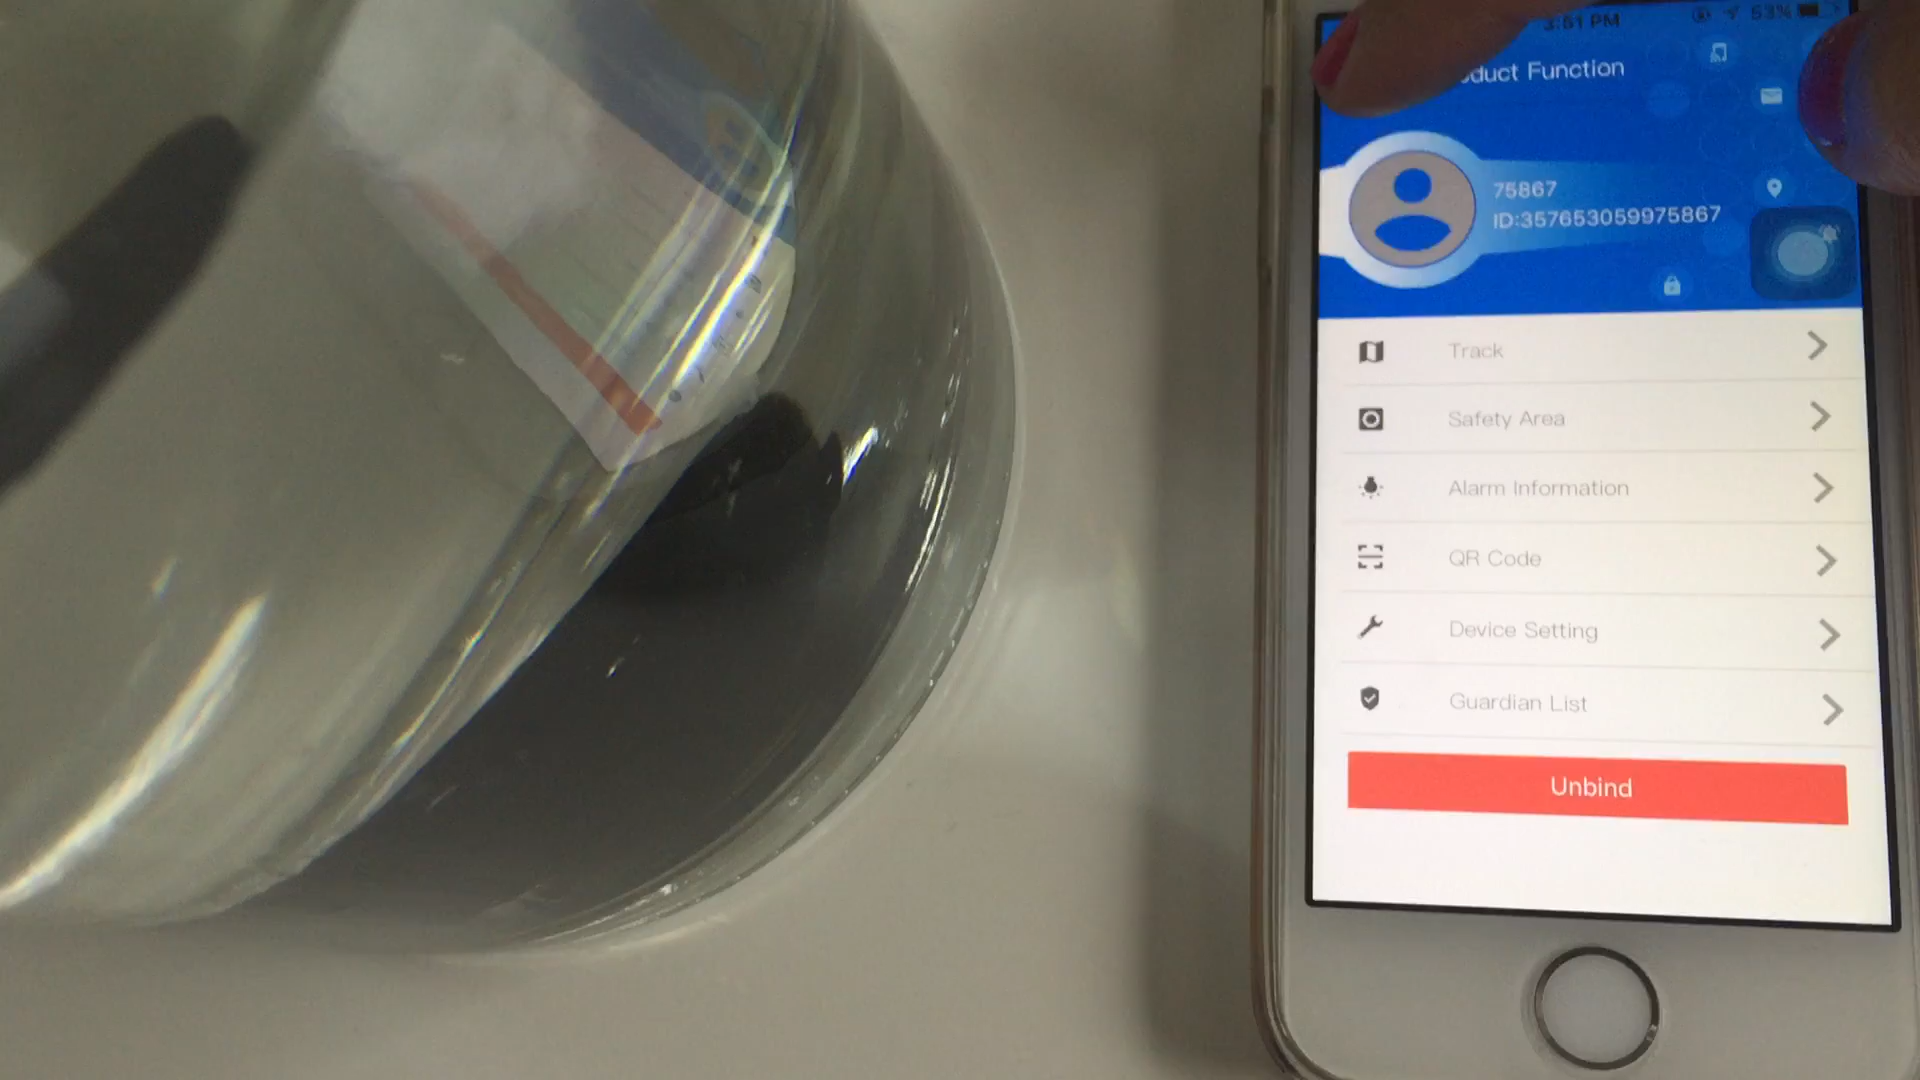 3:51 PM
53%
duct Function
75867
ID:357653059975867
Track
Safety Area
Alarm Information
QR Code
Device Setting
Guardian List
Unbind